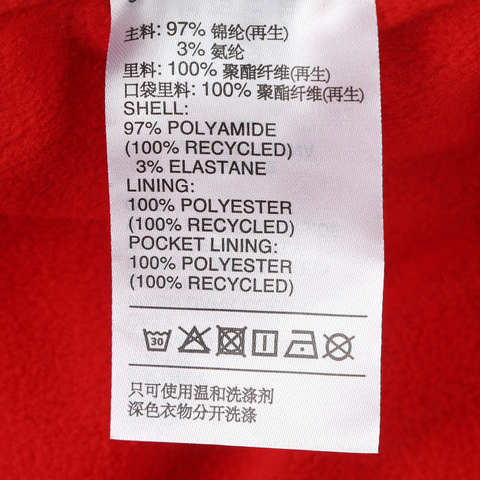 主料: 97% 锦纶(再生)
3% 氨纶
里料: 100% 聚酯纤维(再生)
口袋里料: 100% 聚酯纤维(再生)
SHELL:
97% POLYAMIDE
(100% RECYCLED)
3% ELASTANE
LINING:
100% POLYESTER
(100% RECYCLED)
POCKET LINING:
100% POLYESTER
(100% RECYCLED)
30
只可使用温和洗涤剂
深色衣物分开洗涤